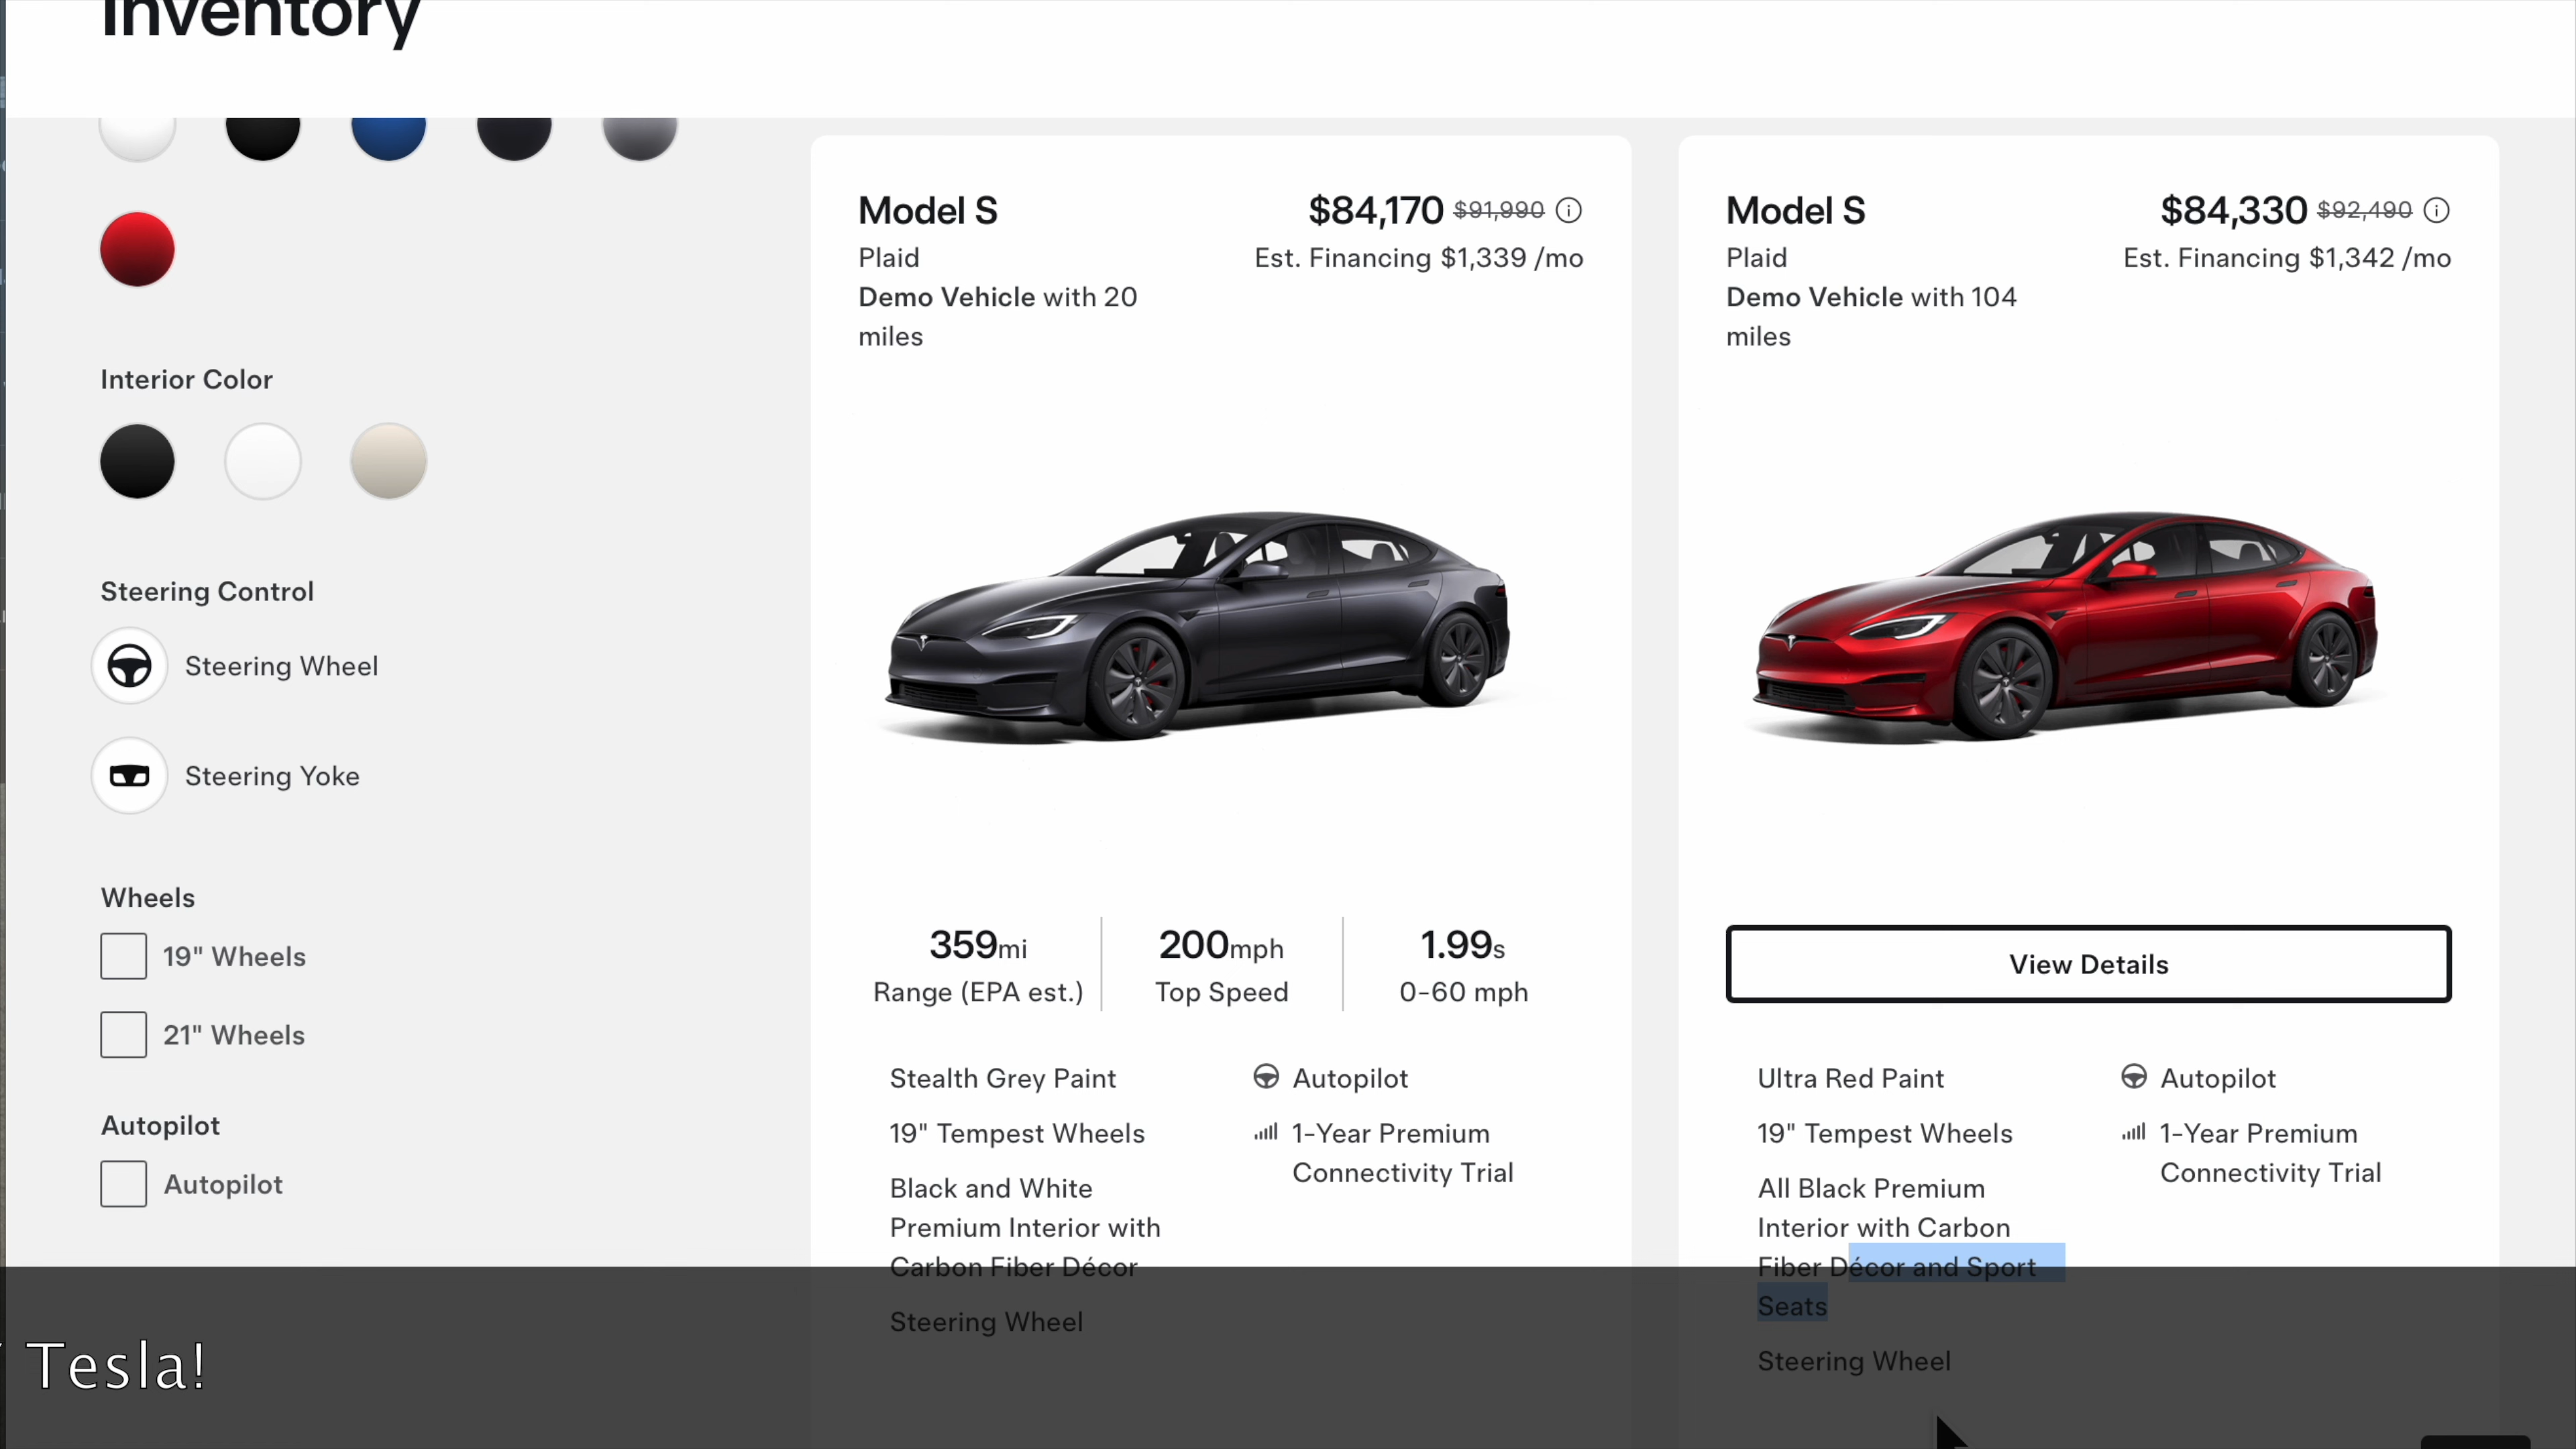 Inventory
Interior Color
Steering Control
Steering Wheel
Steering Yoke
Wheels
19" Wheels
21" Wheels
Autopilot
Autopilot
Model S
$84,170 $91,990
Plaid
Est. Financing $1,339 /mo
Demo Vehicle with 20
miles
359mi
Range (EPA est.)
200mph
Top Speed
1.99s
0-60 mph
Stealth Grey Paint
19" Tempest Wheels
Black and White
Premium Interior with
Carbon Fiber Décor
Steering Wheel
Autopilot
1-Year Premium
Connectivity Trial
Model S
$84,330 $92,490
Plaid
Est. Financing $1,342 /mo
Demo Vehicle with 104
miles
View Details
Ultra Red Paint
19" Tempest Wheels
All Black Premium
Interior with Carbon
Fiber Décor and Sport
Seats
Steering Wheel
Autopilot
1-Year Premium
Connectivity Trial
Tesla!